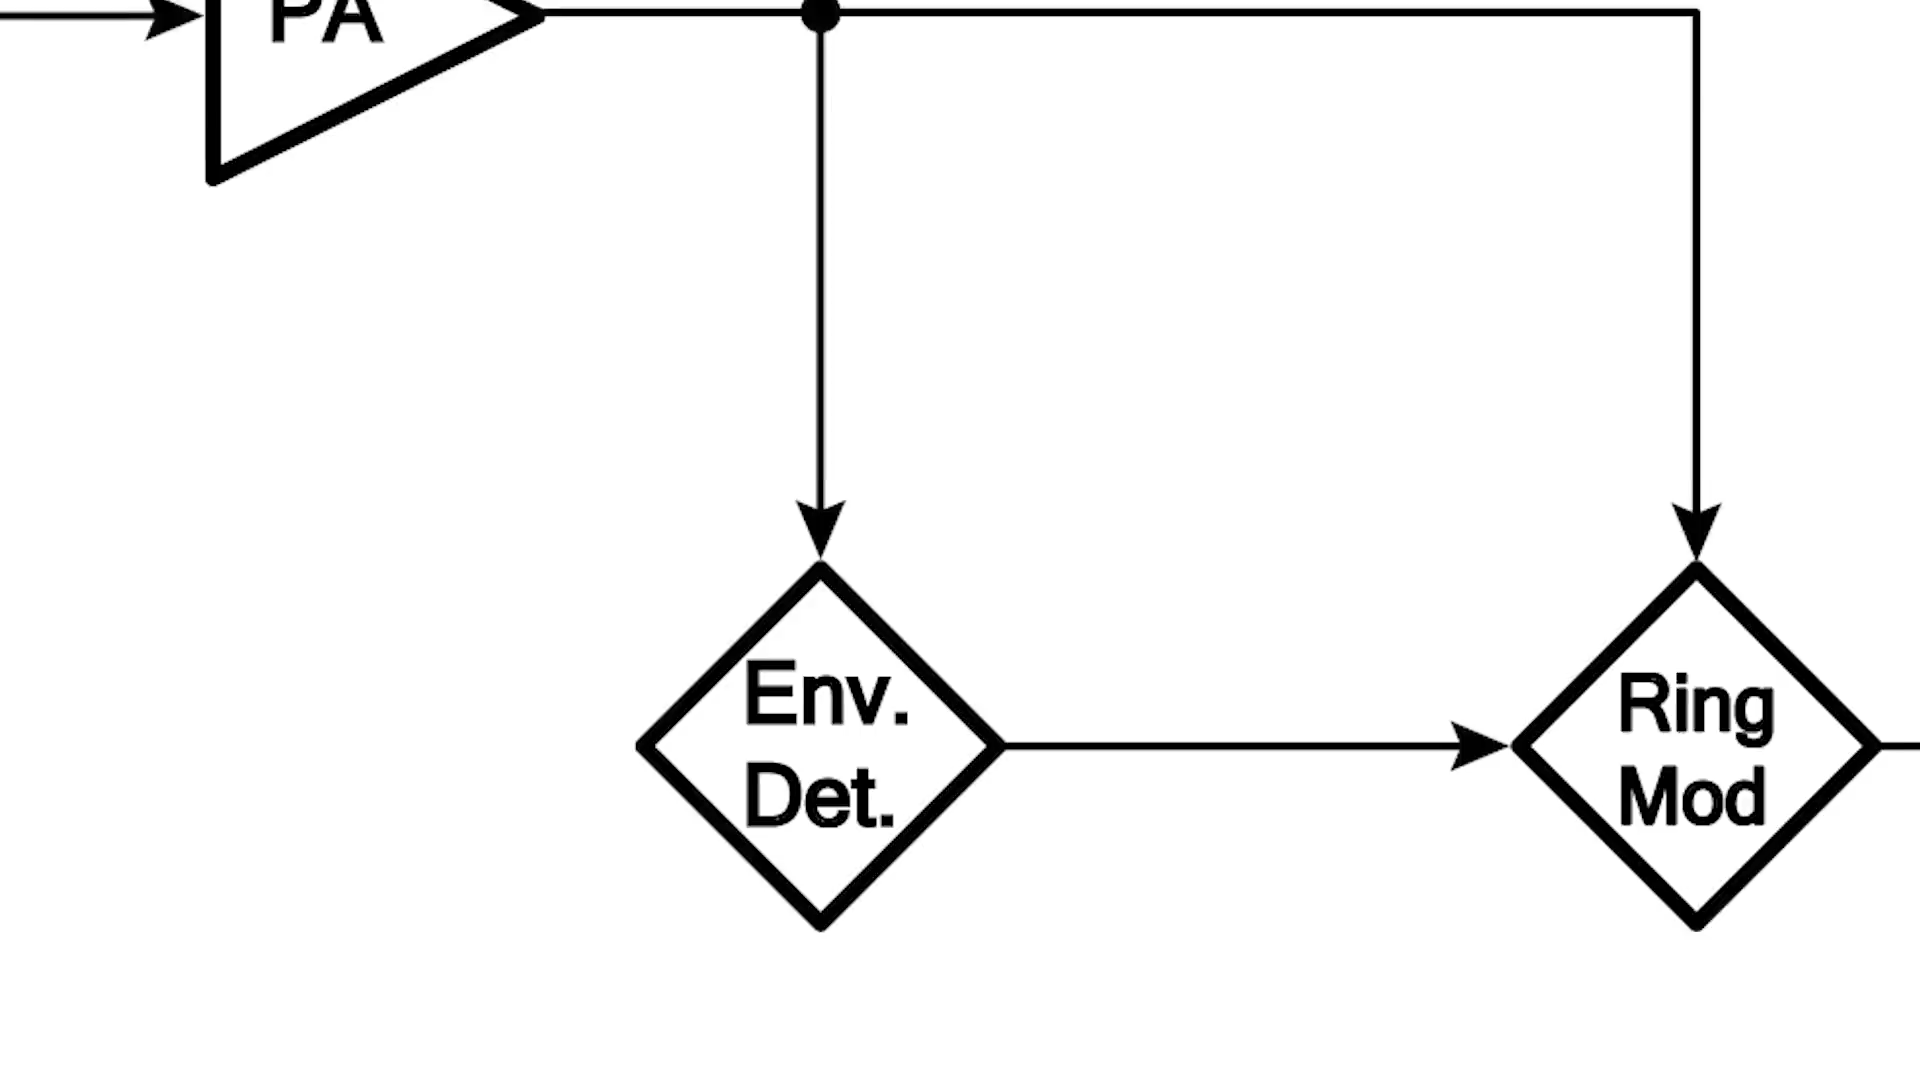 PA
Env.
Det.
Ring
Mod